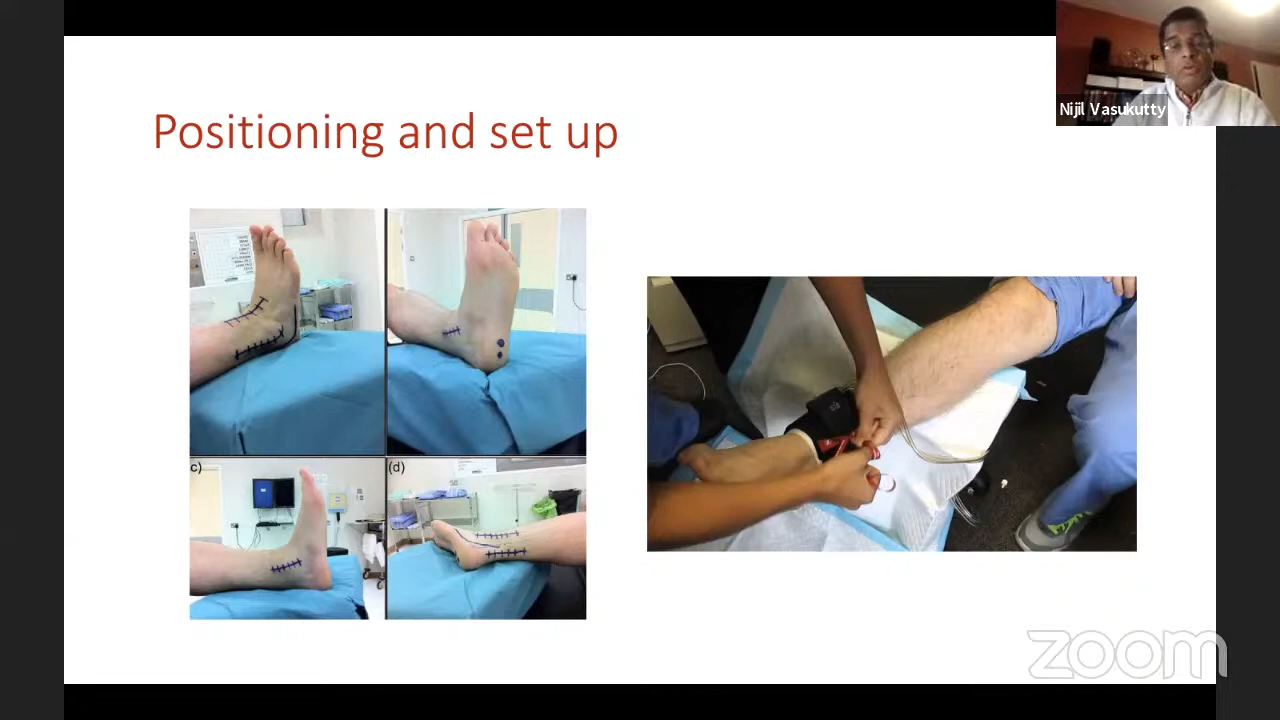 Positioning and set up
Nijil Vasukutty
c)
(d)
zoom